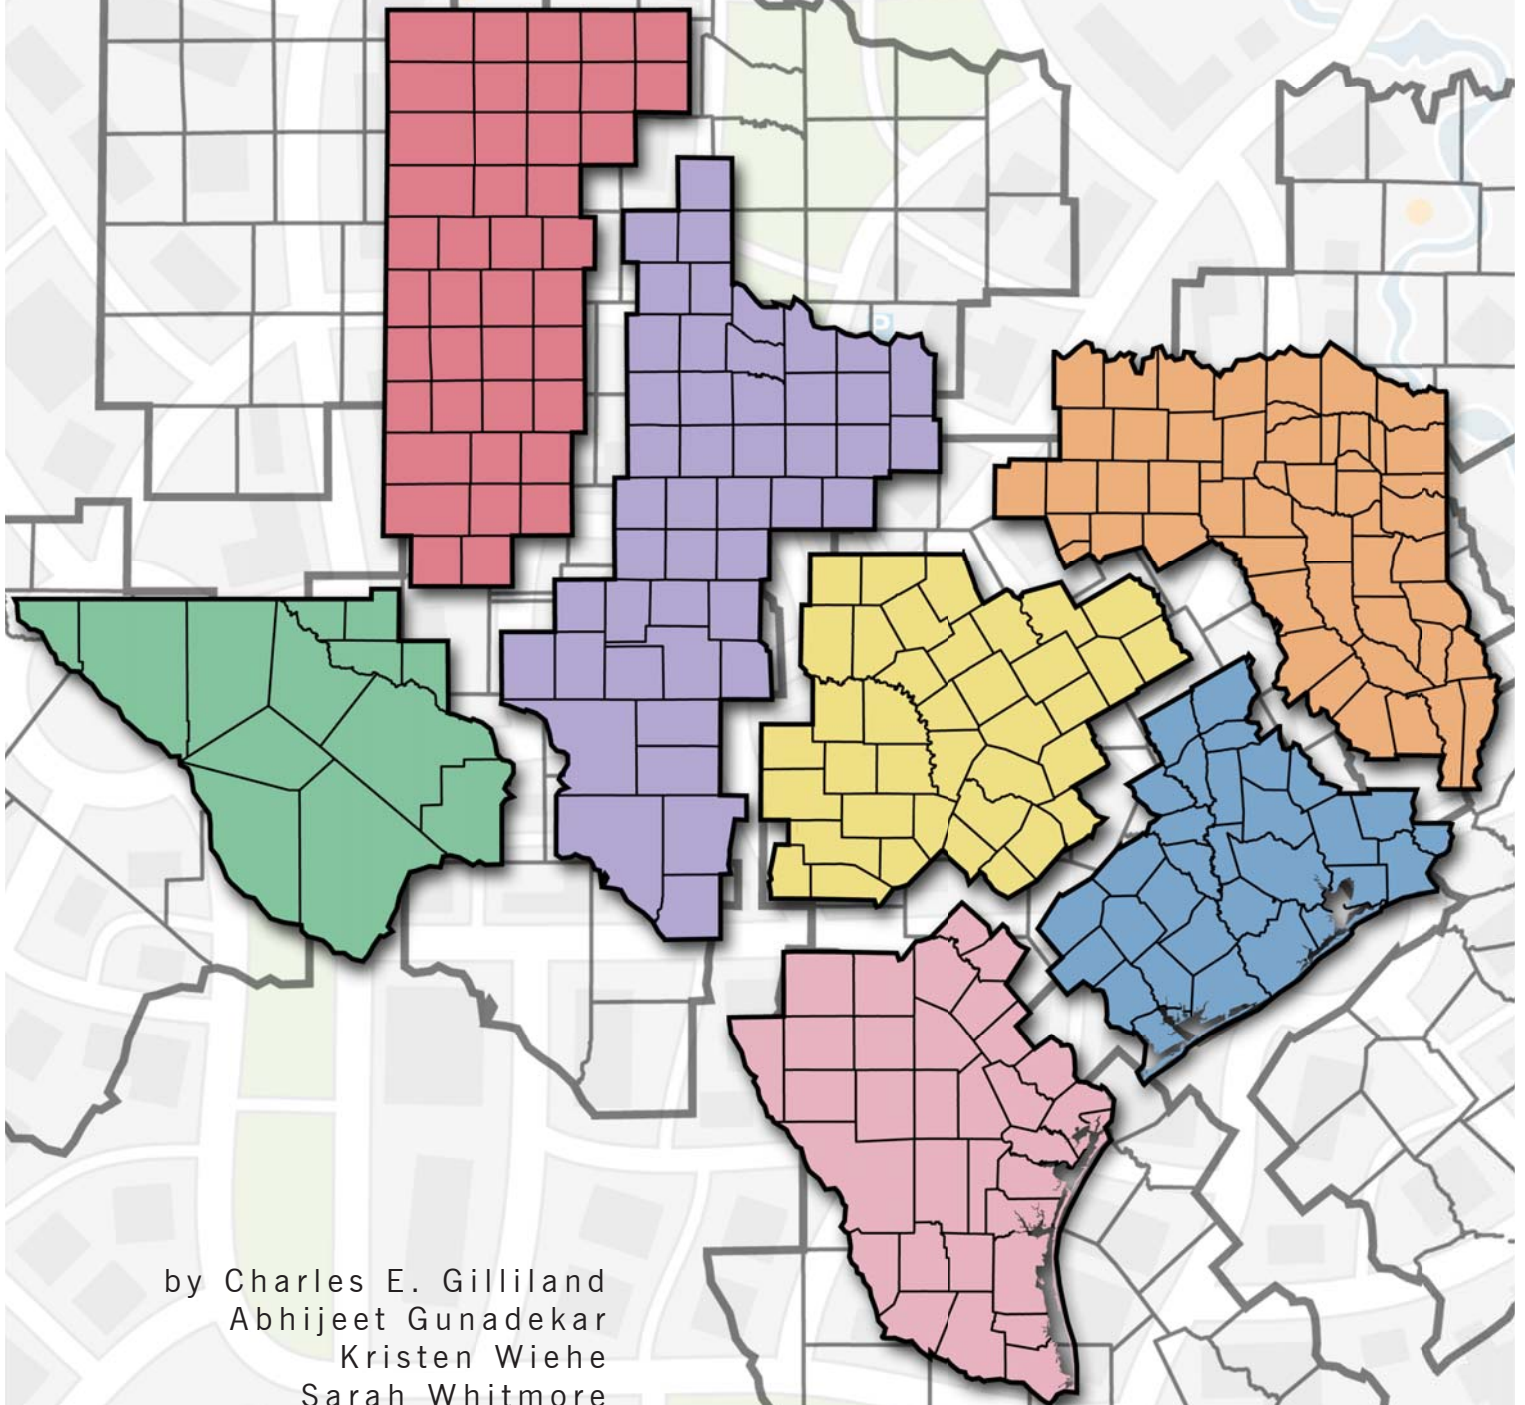 by Charles E. Gilliland
Abhijeet Gunadekar
Kristen Wiehe
Sarah Whitmore
P